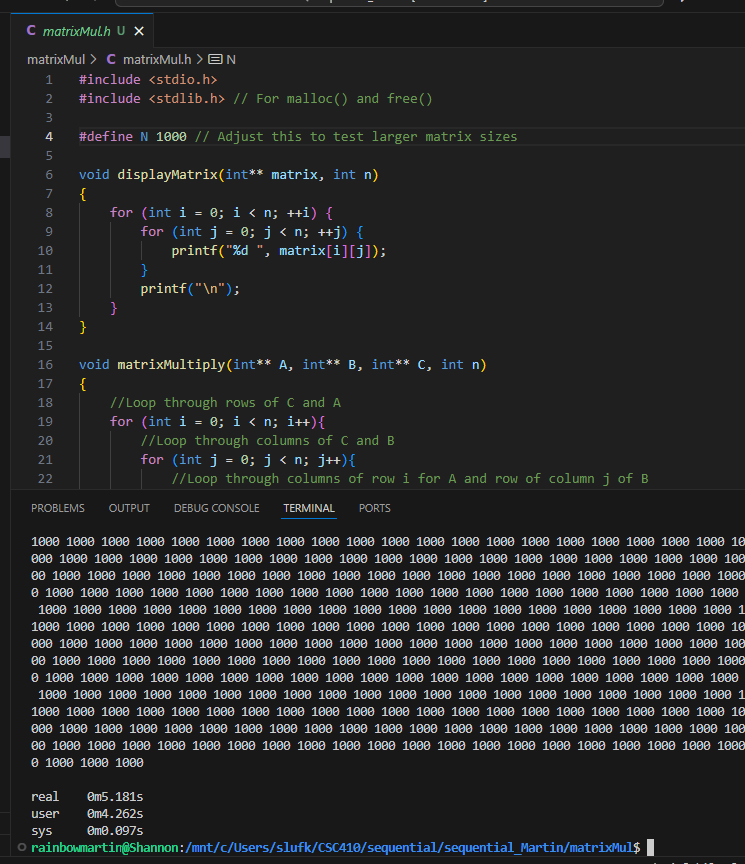 matrixMul.h U
matrixMul > C matrixMul.h > N
1 #include <stdio.h>
2 #include <stdlib.h> // For malloc() and free()
3
4 #define N 1000 // Adjust this to test larger matrix sizes
5
6 void displayMatrix(int** matrix, int n)
7 {
8     for (int i = 0; i < n; ++i) {
9         for (int j = 0; j < n; ++j) {
10             printf("%d ", matrix[i][j]);
11         }
12         printf("\n");
13     }
14 }
15
16 void matrixMultiply(int** A, int** B, int** C, int n)
17 {
18     //Loop through rows of C and A
19     for (int i = 0; i < n; i++){
20         //Loop through columns of C and B
21         for (int j = 0; j < n; j++){
22             //Loop through columns of row i for A and row of column j of B
PROBLEMS OUTPUT DEBUG CONSOLE TERMINAL PORTS
1000 1000 1000 1000 1000 1000 1000 1000 1000 1000 1000 1000 1000 1000 1000 1000 1000 1000 1000 1000 10
000 1000 1000 1000 1000 1000 1000 1000 1000 1000 1000 1000 1000 1000 1000 1000 1000 1000 1000 1000 100
00 1000 1000 1000 1000 1000 1000 1000 1000 1000 1000 1000 1000 1000 1000 1000 1000 1000 1000 1000 1000
0 1000 1000 1000 1000 1000 1000 1000 1000 1000 1000 1000 1000 1000 1000 1000 1000 1000 1000 1000 1000
1000 1000 1000 1000 1000 1000 1000 1000 1000 1000 1000 1000 1000 1000 1000 1000 1000 1000 1000 1000 1
1000 1000 1000 1000 1000 1000 1000 1000 1000 1000 1000 1000 1000 1000 1000 1000 1000 1000 1000 1000 10
000 1000 1000 1000 1000 1000 1000 1000 1000 1000 1000 1000 1000 1000 1000 1000 1000 1000 1000 1000 100
00 1000 1000 1000 1000 1000 1000 1000 1000 1000 1000 1000 1000 1000 1000 1000 1000 1000 1000 1000 1000
0 1000 1000 1000 1000 1000 1000 1000 1000 1000 1000 1000 1000 1000 1000 1000 1000 1000 1000 1000 1000
1000 1000 1000 1000 1000 1000 1000 1000 1000 1000 1000 1000 1000 1000 1000 1000 1000 1000 1000 1000 1
1000 1000 1000 1000 1000 1000 1000 1000 1000 1000 1000 1000 1000 1000 1000 1000 1000 1000 1000 1000 10
000 1000 1000 1000 1000 1000 1000 1000 1000 1000 1000 1000 1000 1000 1000 1000 1000 1000 1000 1000 100
00 1000 1000 1000 1000 1000 1000 1000 1000 1000 1000 1000 1000 1000 1000 1000 1000 1000 1000 1000 1000
0 1000 1000 1000

real    0m5.181s
user    0m4.262s
sys     0m0.097s
rainbowmartin@Shannon:/mnt/c/Users/slufk/CSC410/sequential/sequential_Martin/matrixMul$